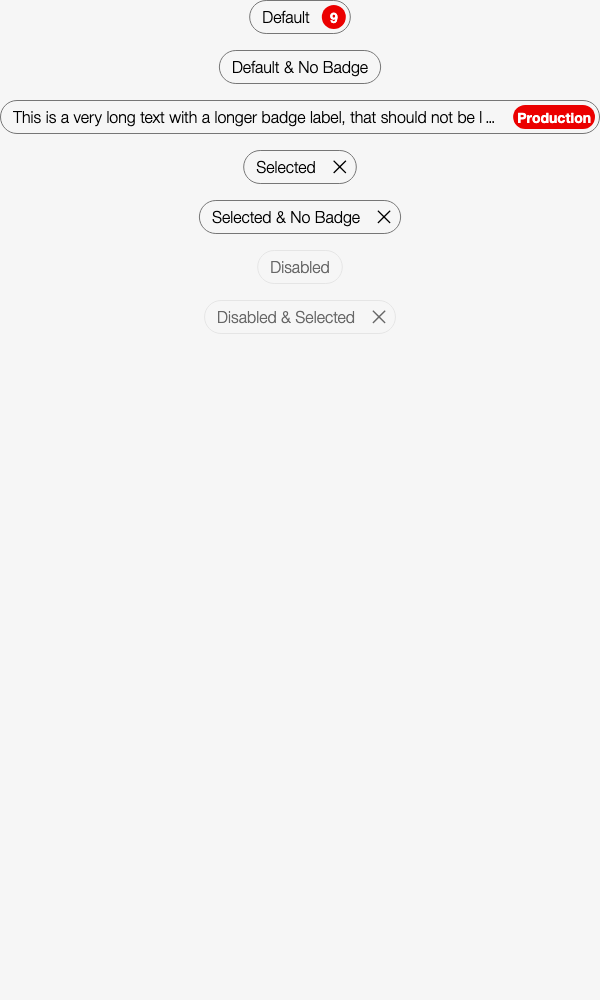 Default 9
Default & No Badge
This is a very long text with a longer badge label, that should not be l ... Production
Selected
Selected & No Badge
Disabled
Disabled & Selected